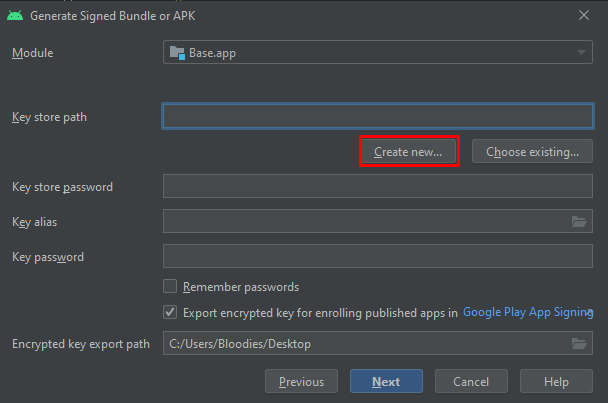 Generate Signed Bundle or APK
Module
Base.app
Key store path
Create new...
Choose existing...
Key store password
Key alias
Key password
Remember passwords
Export encrypted key for enrolling published apps in Google Play App Signing
Encrypted key export path
C:/Users/Bloodies/Desktop
Previous
Next
Cancel
Help